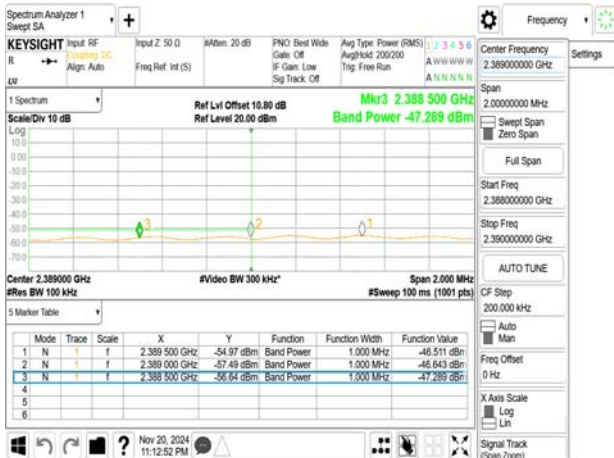 Spectrum Analyzer 1
Swept SA
Frequency
KEYSIGHT
R
Input: RF
Coupling: DC
Align: Auto
Input Z: 50 Ω
Freq Ref: Int (S)
#Atten: 20 dB
PNO: Best Wide
Gate: Off
IF Gain: Low
Sig Track: Off
Avg Type: Power (RMS)
Avg|Hold: 200/200
Trig: Free Run
1 2 3 4 5 6
A W W W W W
A N N N N N
1 Spectrum
Scale/Div 10 dB
Ref Lvl Offset 10.80 dB
Ref Level 20.00 dBm
Mkr3 2.388 500 GHz
Band Power -47.289 dBm
Log
10.0
0.00
-10.0
-20.0
-30.0
-40.0
-50.0
-60.0
-70.0
3
2
1
Center 2.389000 GHz
#Res BW 100 kHz
#Video BW 300 kHz*
Span 2.000 MHz
#Sweep 100 ms (1001 pts)
5 Marker Table
Mode Trace Scale X Y Function Function Width Function Value
1 N 1 f 2.389 500 GHz -54.97 dBm Band Power 1.000 MHz -46.511 dBm
2 N 1 f 2.389 000 GHz -57.49 dBm Band Power 1.000 MHz -46.643 dBm
3 N 1 f 2.388 500 GHz -56.64 dBm Band Power 1.000 MHz -47.289 dBm
4
5
6
Nov 20, 2024
11:12:52 PM
?
Center Frequency
2.389000000 GHz
Settings
Span
2.00000000 MHz
Swept Span
Zero Span
Full Span
Start Freq
2.388000000 GHz
Stop Freq
2.390000000 GHz
AUTO TUNE
CF Step
200.000 kHz
Auto
Man
Freq Offset
0 Hz
X Axis Scale
Log
Lin
Signal Track
(Span Zoom)